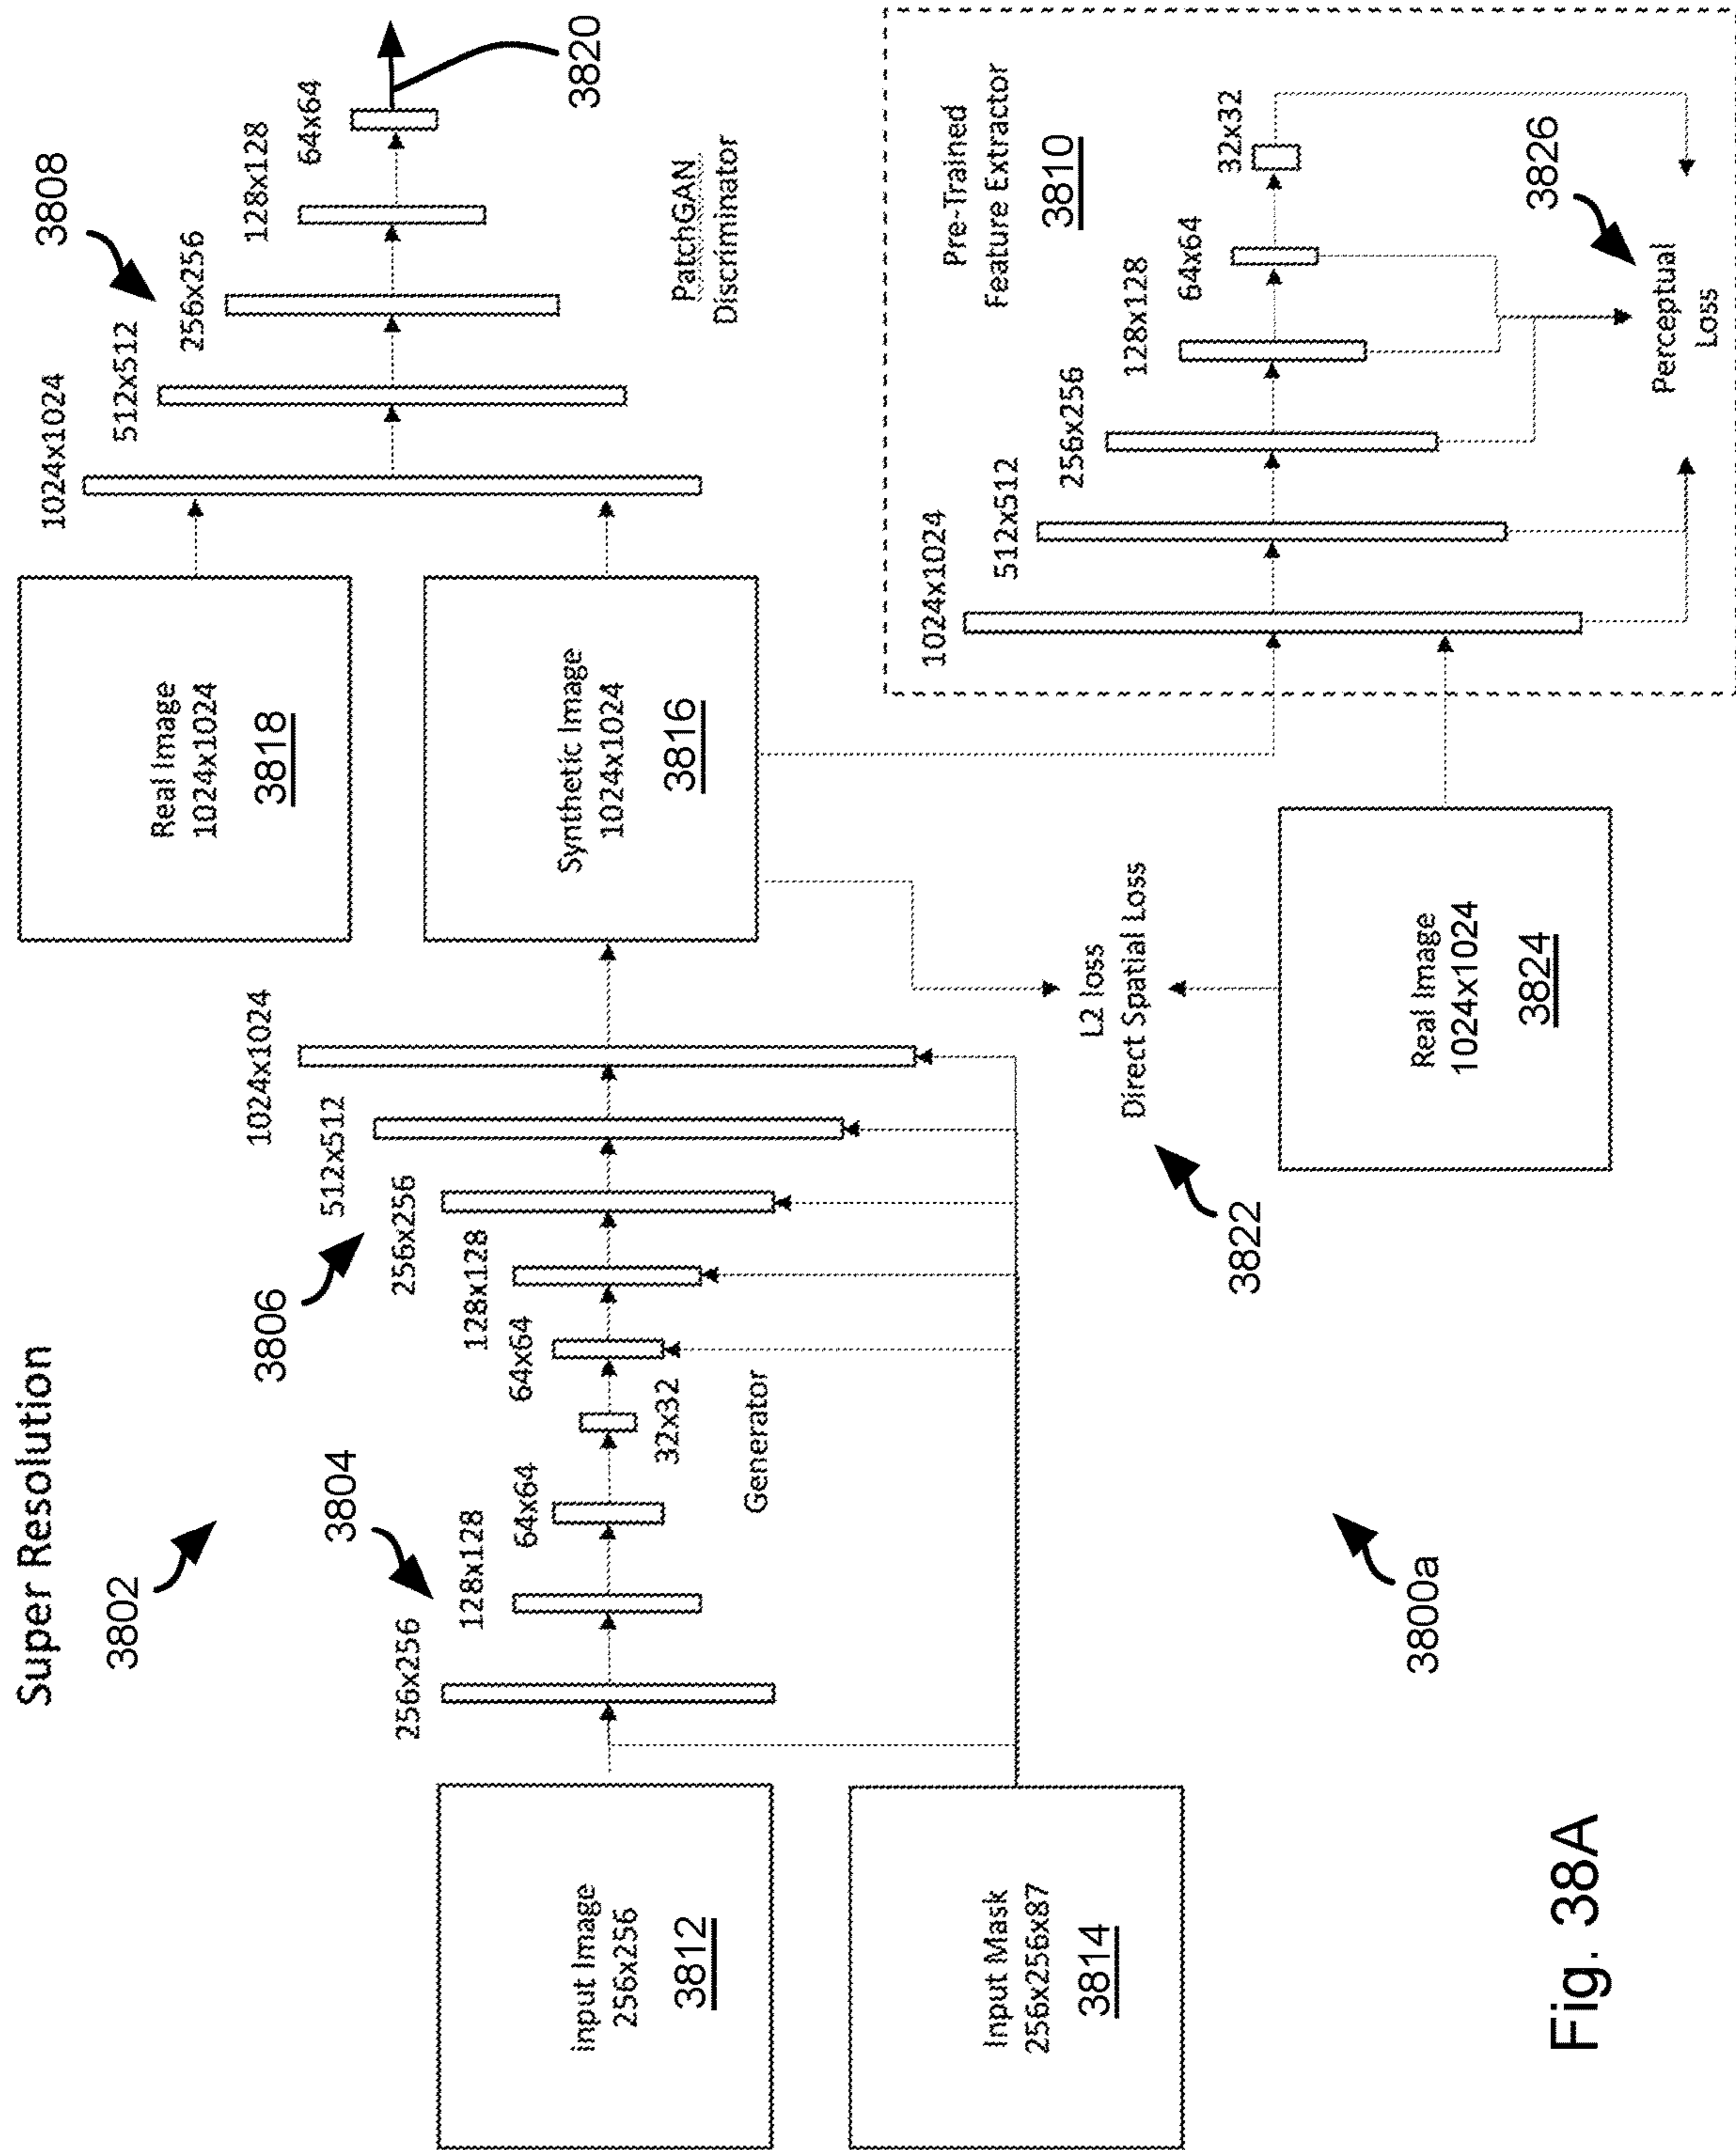 Super Resolution
3802
3804
3806
256x256
128x128
64x64
32x32
64x64
128x128
256x256
512x512
1024x1024
Generator
input Image
256x256
3812
Input Mask
256x256x87
3814
Real Image
1024x1024
3818
Synthetic Image
1024x1024
3816
3808
1024x1024
512x512
256x256
128x128
64x64
3820
PatchGAN
Discriminator
L2 loss
Direct Spatial Loss
3822
Real Image
1024x1024
3824
Pre-Trained
Feature Extractor
3810
1024x1024
512x512
256x256
128x128
64x64
32x32
3826
Perceptual
Loss
3800a
Fig. 38A